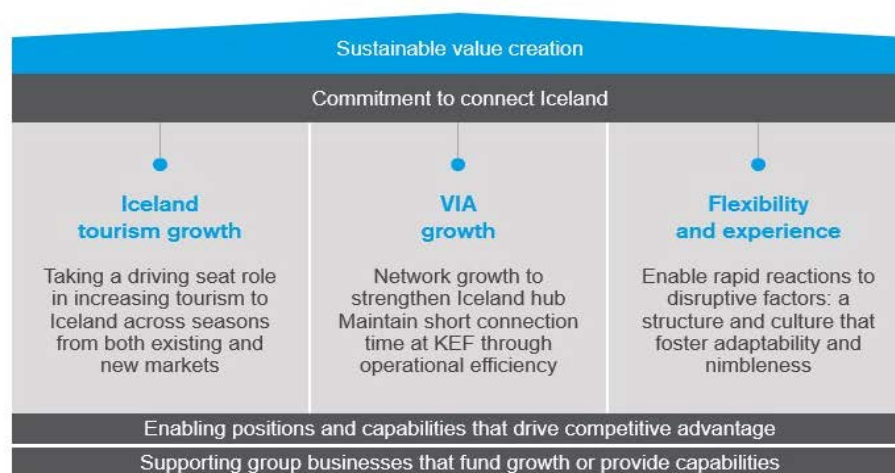 Sustainable value creation
Commitment to connect Iceland
Iceland
tourism growth
Taking a driving seat role
in increasing tourism to
Iceland across seasons
from both existing and
new markets
VIA
growth
Network growth to
strengthen Iceland hub
Maintain short connection
time at KEF through
operational efficiency
Flexibility
and experience
Enable rapid reactions to
disruptive factors: a
structure and culture that
foster adaptability and
nimbleness
Enabling positions and capabilities that drive competitive advantage
Supporting group businesses that fund growth or provide capabilities